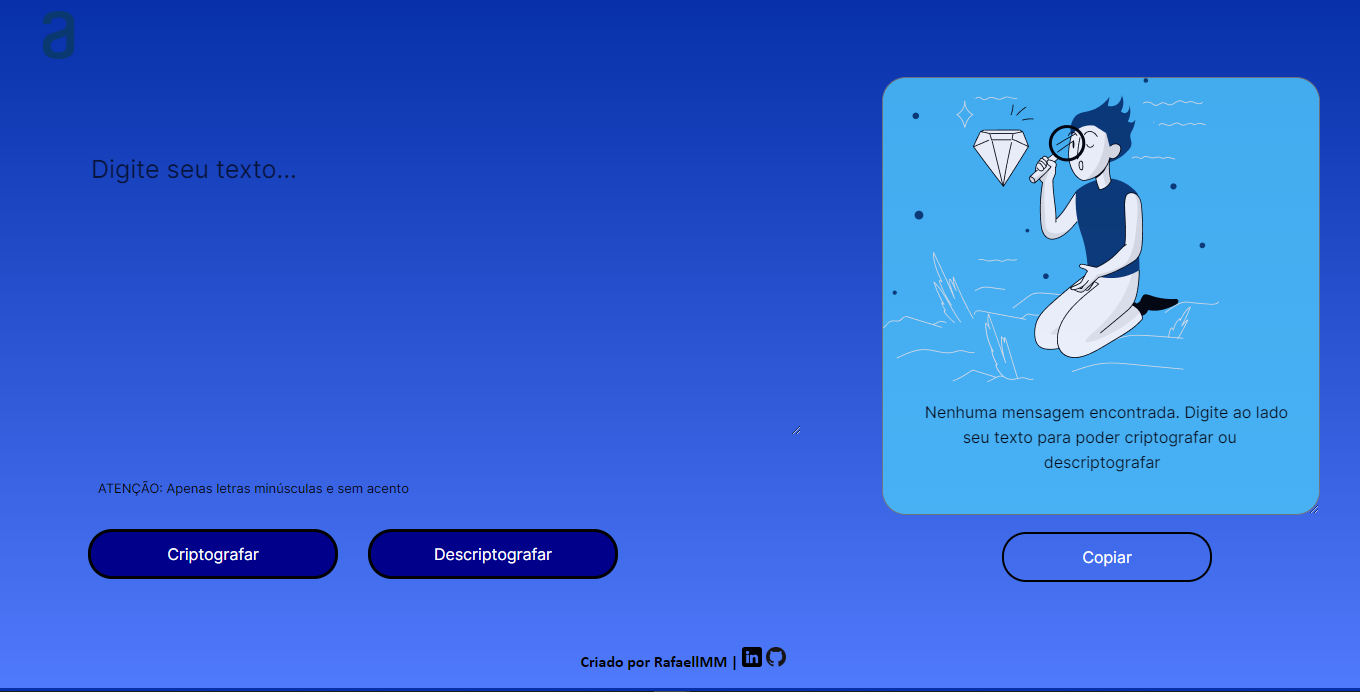 a
Digite seu texto...
Nenhuma mensagem encontrada. Digite ao lado
seu texto para poder criptografar ou
descriptografar
ATENÇÃO: Apenas letras minúsculas e sem acento
Criptografar
Descriptografar
Copiar
Criado por RafaellMM | in